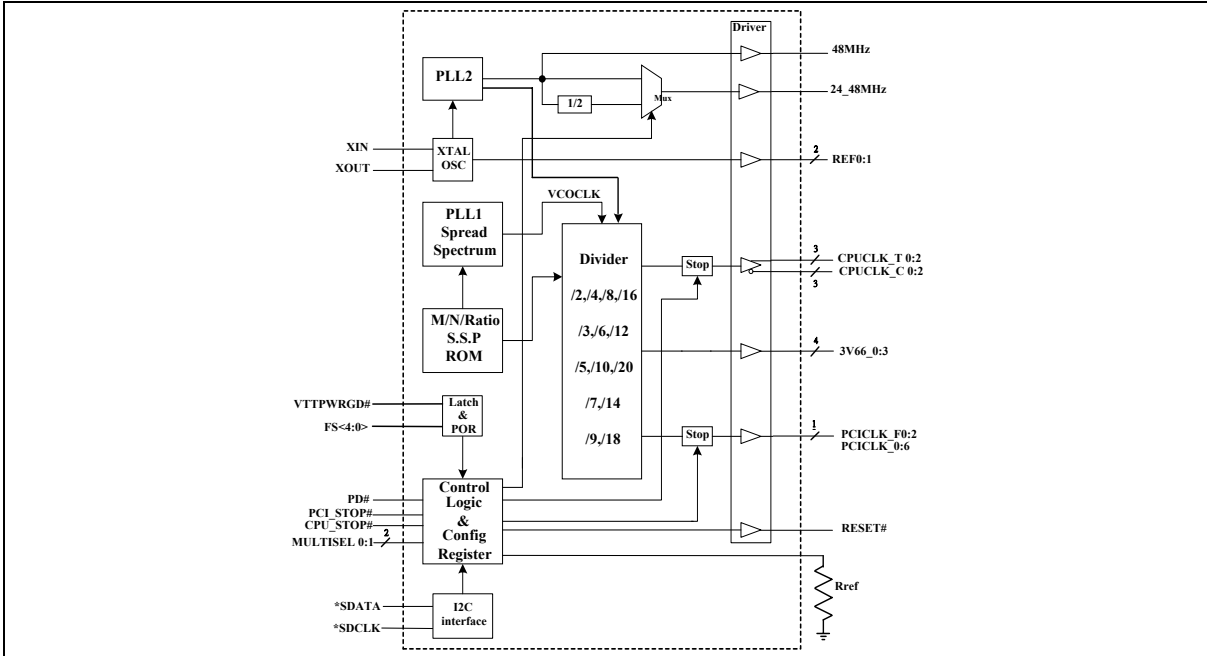 Driver
48MHz
PLL2
24_48MHz
Mux
1/2
XIN
XOUT
XTAL
OSC
2
REF0:1
VCOCLK
PLL1
Spread
Spectrum
Divider
/2,/4,/8,/16
/3,/6,/12
/5,/10,/20
/7,/14
/9,/18
Stop
3
CPUCLK_T 0:2
CPUCLK_C 0:2
3
M/N/Ratio
S.S.P
ROM
4
3V66_0:3
VTTPWRGD#
FS<4:0>
Latch
&
POR
Stop
1
PCICLK_F0:2
PCICLK_0:6
PD#
PCI_STOP#
CPU_STOP#
MULTISEL 0:1
2
Control
Logic
&
Config
Register
RESET#
Rref
*SDATA
*SDCLK
I2C
interface